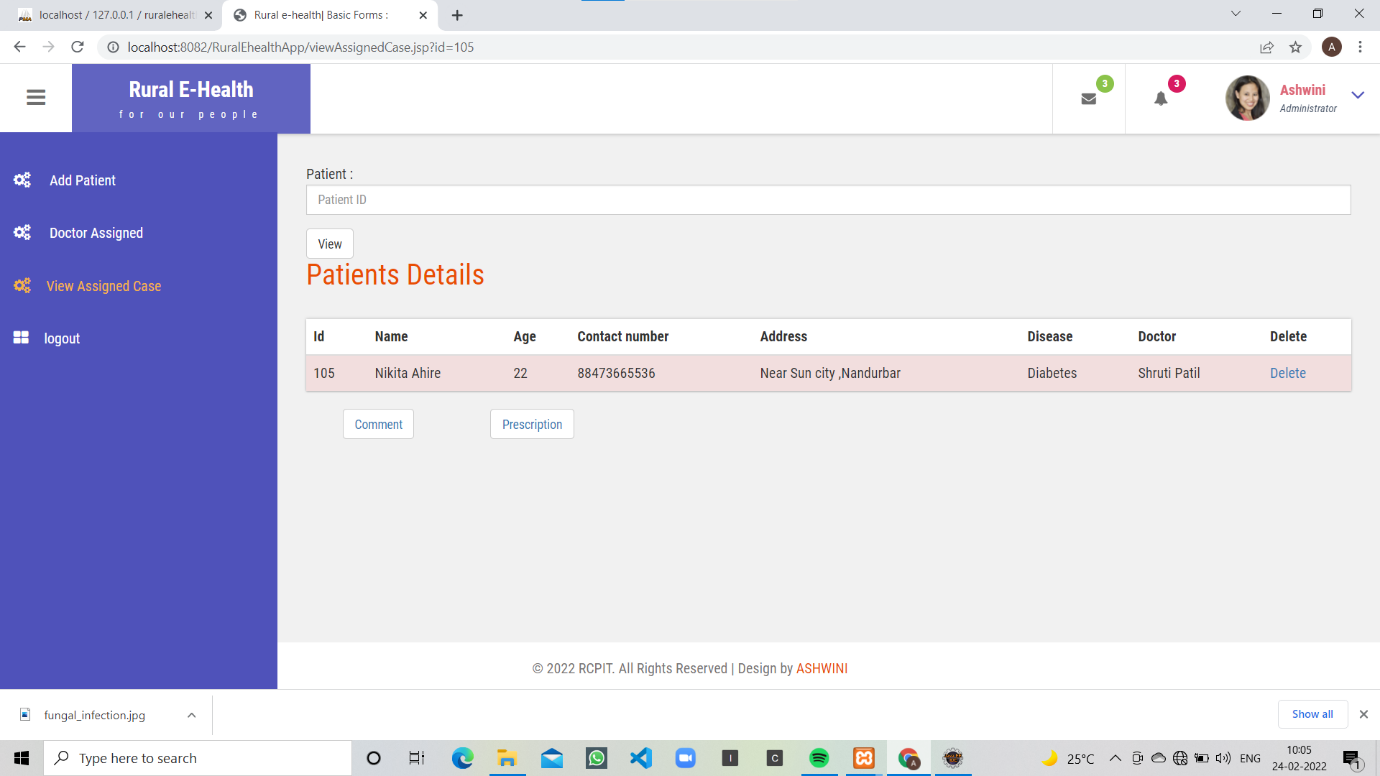 localhost / 127.0.0.1 / ruralehealt
Rural e-health| Basic Forms :
localhost:8082/RuralEhealthApp/viewAssignedCase.jsp?id=105
A
Rural E-Health
for our people
3
3
Ashwini
Administrator
Add Patient
Doctor Assigned
View Assigned Case
logout
Patient :
Patient ID
View
Patients Details
Id Name Age Contact number Address Disease Doctor Delete
105 Nikita Ahire 22 88473665536 Near Sun city ,Nandurbar Diabetes Shruti Patil Delete
Comment Prescription
© 2022 RCPIT. All Rights Reserved | Design by ASHWINI
fungal_infection.jpg
Show all
Type here to search
I
C
A
25°C
ENG
10:05
24-02-2022
1